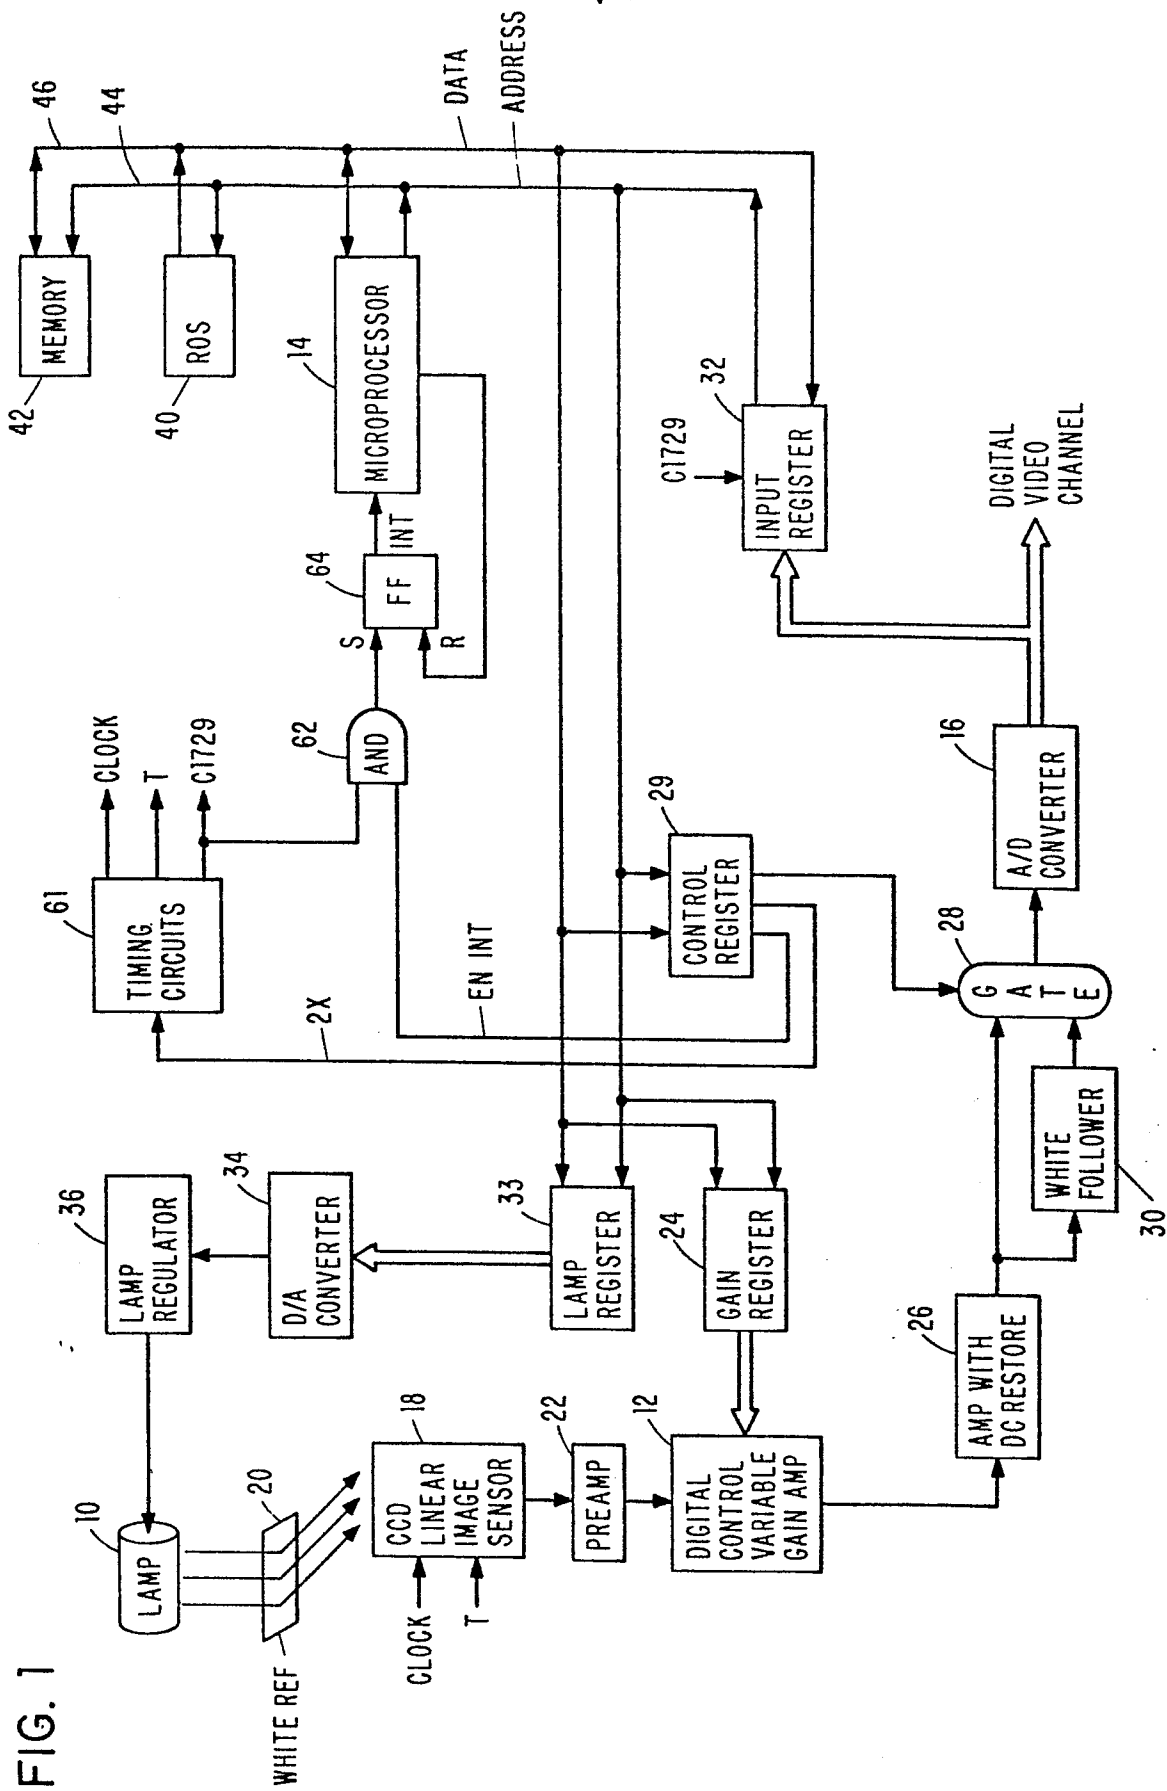 FIG. 1
LAMP
10
WHITE REF
20
LAMP
REGULATOR
36
D/A
CONVERTER
34
LAMP
REGISTER
33
GAIN
REGISTER
24
CLOCK
T
CCD
LINEAR
IMAGE
SENSOR
18
PREAMP
22
DIGITAL
CONTROL
VARIABLE
GAIN AMP
12
AMP WITH
DC RESTORE
26
WHITE
FOLLOWER
30
GATE
28
A/D
CONVERTER
16
DIGITAL
VIDEO
CHANNEL
TIMING
CIRCUITS
61
CLOCK
T
C1729
2X
EN INT
CONTROL
REGISTER
29
AND
62
S
R
FF
64
INT
MICROPROCESSOR
14
C1729
INPUT
REGISTER
32
MEMORY
42
ROS
40
46
44
DATA
ADDRESS